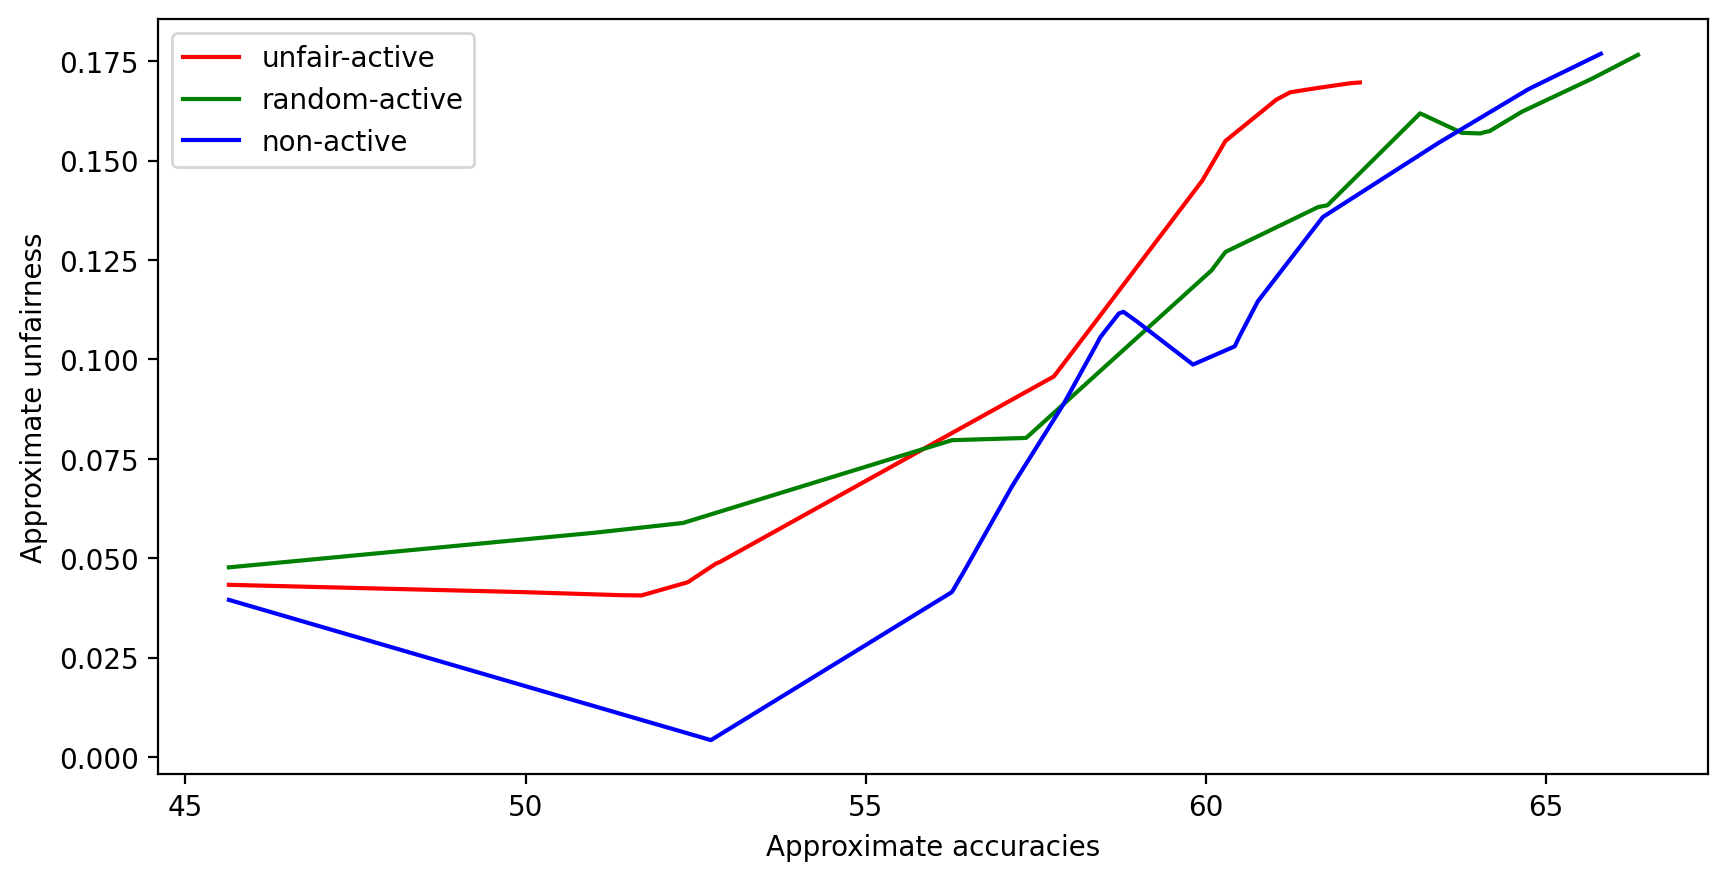 unfair-active
random-active
non-active
0.175
0.150
0.125
0.100
0.075
0.050
0.025
0.000
Approximate unfairness
45
50
55
60
65
Approximate accuracies